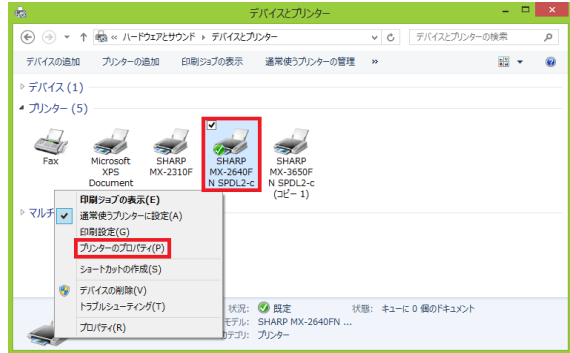 デバイスとプリンター
« ハードウェアとサウンド ▸ デバイスとプリンター
デバイスとプリンターの検索
デバイスの追加 プリンターの追加 印刷ジョブの表示 通常使うプリンターの管理 »
デバイス (1)
プリンター (5)
Fax
Microsoft XPS Document
SHARP MX-2310F
SHARP MX-2640F N SPDL2-c
SHARP MX-3650F N SPDL2-c (コピー 1)
マルチ
印刷ジョブの表示(E)
通常使うプリンターに設定(A)
印刷設定(G)
プリンターのプロパティ(P)
ショートカットの作成(S)
デバイスの削除(V)
トラブルシューティング(T)
プロパティ(R)
状況: 既定 状態: キューに 0 個のドキュメント
モデル: SHARP MX-2640FN ...
カテゴリ: プリンター